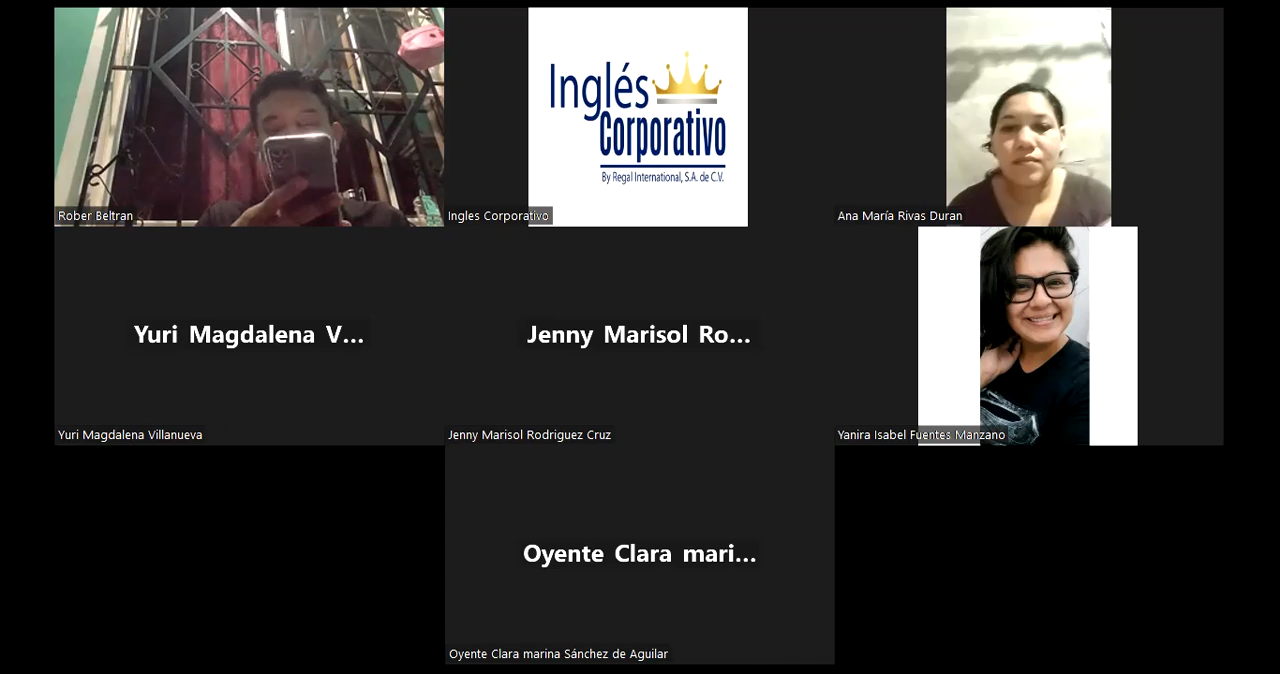 Inglés
Corporativo
By Regal International, S.A. de C.V.
Rober Beltran
Ingles Corporativo
Ana María Rivas Duran
Yuri Magdalena V...
Jenny Marisol Ro...
Yuri Magdalena Villanueva
Jenny Marisol Rodriguez Cruz
Yanira Isabel Fuentes Manzano
Oyente Clara mari...
Oyente Clara marina Sánchez de Aguilar